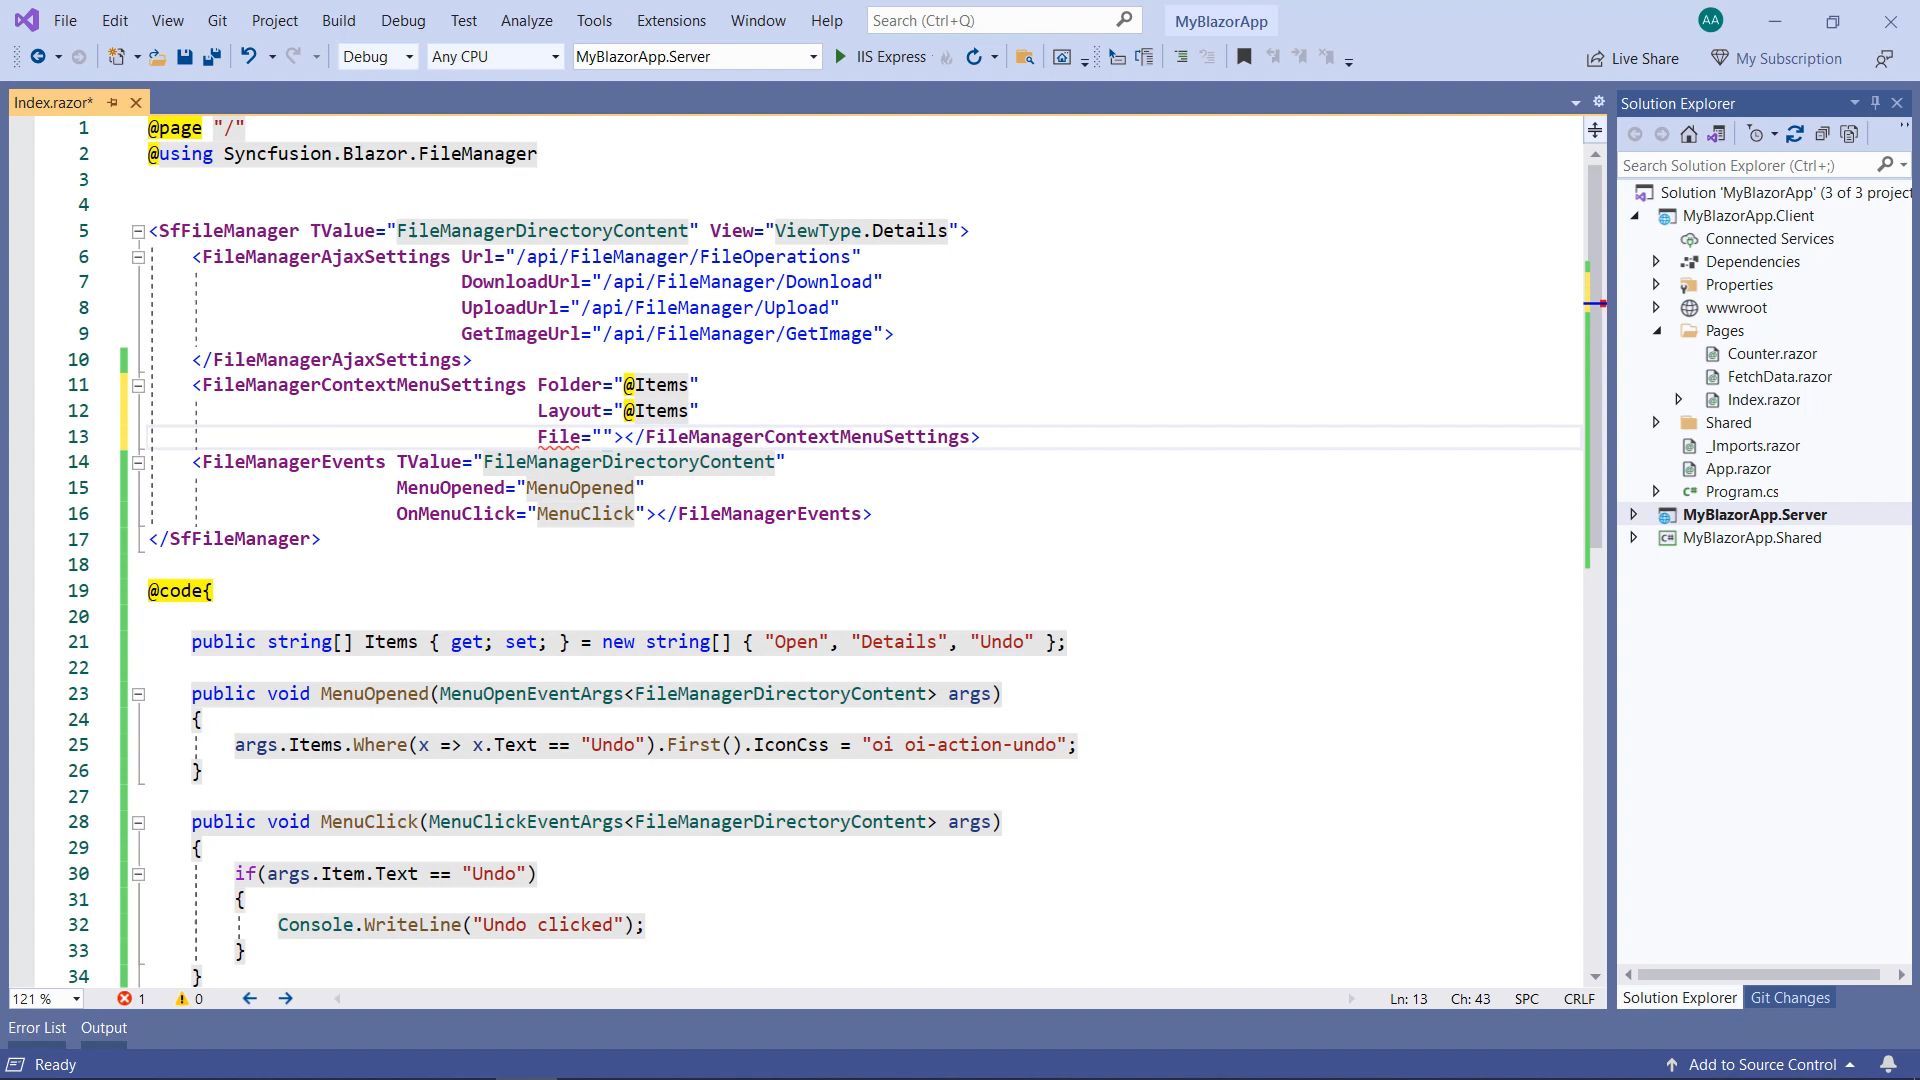 File Edit View Git Project Build Debug Test Analyze Tools Extensions Window Help Search (Ctrl+Q) MyBlazorApp AA
Debug Any CPU MyBlazorApp.Server IIS Express Live Share My Subscription
Index.razor*
1 @page "/"
2 @using Syncfusion.Blazor.FileManager
3
4
5 <SfFileManager TValue="FileManagerDirectoryContent" View="ViewType.Details">
6 <FileManagerAjaxSettings Url="/api/FileManager/FileOperations"
7 DownloadUrl="/api/FileManager/Download"
8 UploadUrl="/api/FileManager/Upload"
9 GetImageUrl="/api/FileManager/GetImage">
10 </FileManagerAjaxSettings>
11 <FileManagerContextMenuSettings Folder="@Items"
12 Layout="@Items"
13 File=""></FileManagerContextMenuSettings>
14 <FileManagerEvents TValue="FileManagerDirectoryContent"
15 MenuOpened="MenuOpened"
16 OnMenuClick="MenuClick"></FileManagerEvents>
17 </SfFileManager>
18
19 @code{
20
21 public string[] Items { get; set; } = new string[] { "Open", "Details", "Undo" };
22
23 public void MenuOpened(MenuOpenEventArgs<FileManagerDirectoryContent> args)
24 {
25 args.Items.Where(x => x.Text == "Undo").First().IconCss = "oi oi-action-undo";
26 }
27
28 public void MenuClick(MenuClickEventArgs<FileManagerDirectoryContent> args)
29 {
30 if(args.Item.Text == "Undo")
31 {
32 Console.WriteLine("Undo clicked");
33 }
34 }
121 % 1 0 Ln: 13 Ch: 43 SPC CRLF
Solution Explorer
Search Solution Explorer (Ctrl+;)
Solution 'MyBlazorApp' (3 of 3 project
MyBlazorApp.Client
Connected Services
Dependencies
Properties
wwwroot
Pages
Counter.razor
FetchData.razor
Index.razor
Shared
_Imports.razor
App.razor
C# Program.cs
MyBlazorApp.Server
C# MyBlazorApp.Shared
Solution Explorer Git Changes
Error List Output
Ready Add to Source Control